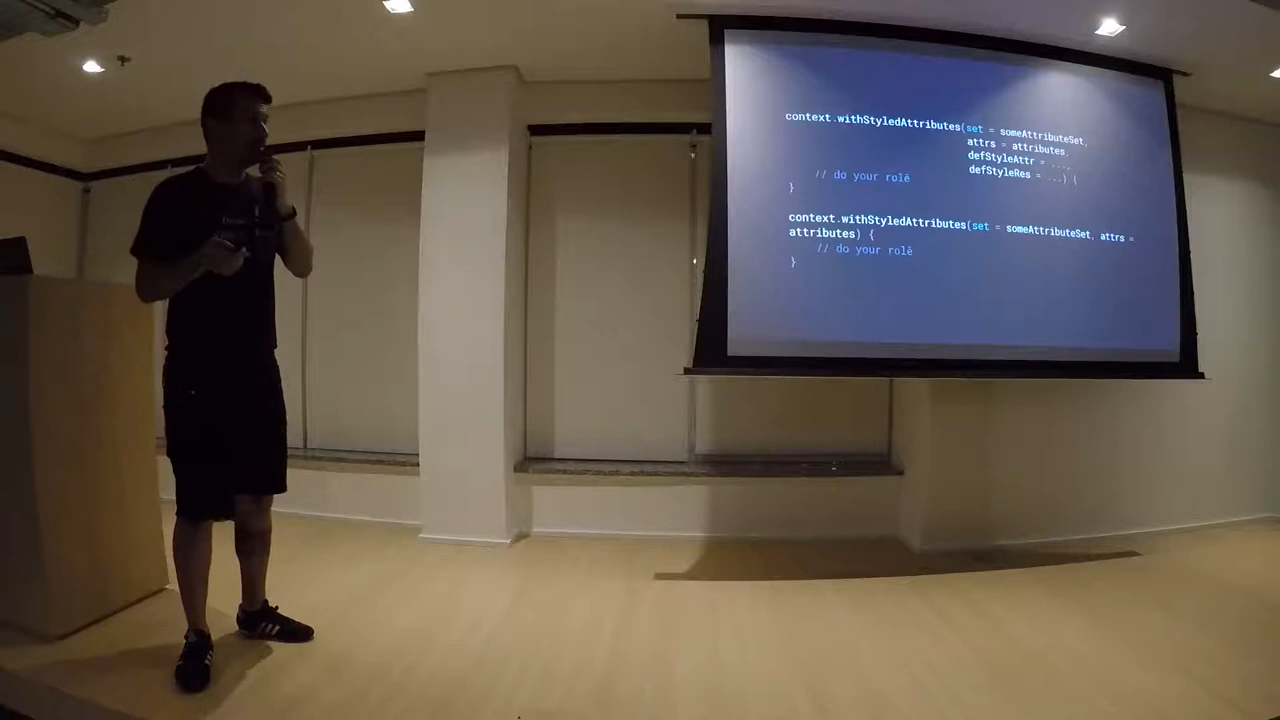 context.withStyledAttributes(set = someAttributeSet,
attrs = attributes,
defStyleAttr = ...,
defStyleRes = ...) {
// do your rolê
}
context.withStyledAttributes(set = someAttributeSet, attrs =
attributes) {
// do your rolê
}